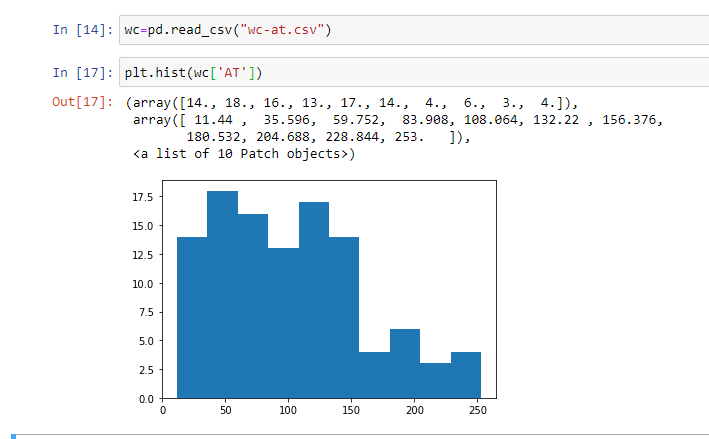 In [14]: wc=pd.read_csv("wc-at.csv")
In [17]: plt.hist(wc['AT'])
Out[17]: (array([14., 18., 16., 13., 17., 14., 4., 6., 3., 4.]),
array([ 11.44 , 35.596, 59.752, 83.908, 108.064, 132.22 , 156.376,
180.532, 204.688, 228.844, 253. ]),
<a list of 10 Patch objects>)
17.5
15.0
12.5
10.0
7.5
5.0
2.5
0.0
0 50 100 150 200 250